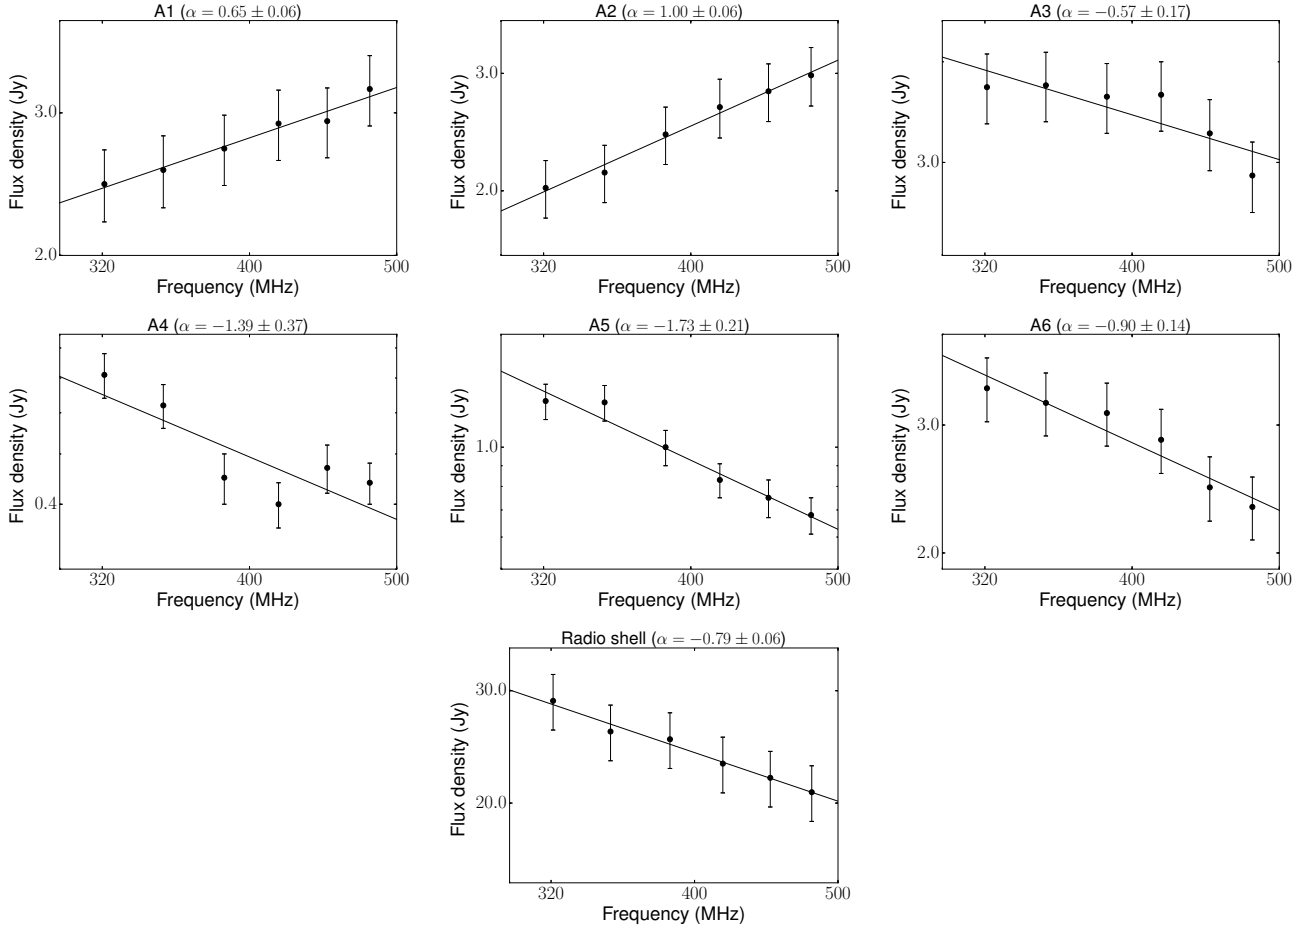 A1 (α = 0.65 ± 0.06)
A2 (α = 1.00 ± 0.06)
A3 (α = −0.57 ± 0.17)
Flux density (Jy)
3.0
2.0
320
400
500
Frequency (MHz)
Flux density (Jy)
3.0
2.0
320
400
500
Frequency (MHz)
Flux density (Jy)
3.0
320
400
500
Frequency (MHz)
A4 (α = −1.39 ± 0.37)
A5 (α = −1.73 ± 0.21)
A6 (α = −0.90 ± 0.14)
Flux density (Jy)
0.4
320
400
500
Frequency (MHz)
Flux density (Jy)
1.0
320
400
500
Frequency (MHz)
Flux density (Jy)
3.0
2.0
320
400
500
Frequency (MHz)
Radio shell (α = −0.79 ± 0.06)
Flux density (Jy)
30.0
20.0
320
400
500
Frequency (MHz)